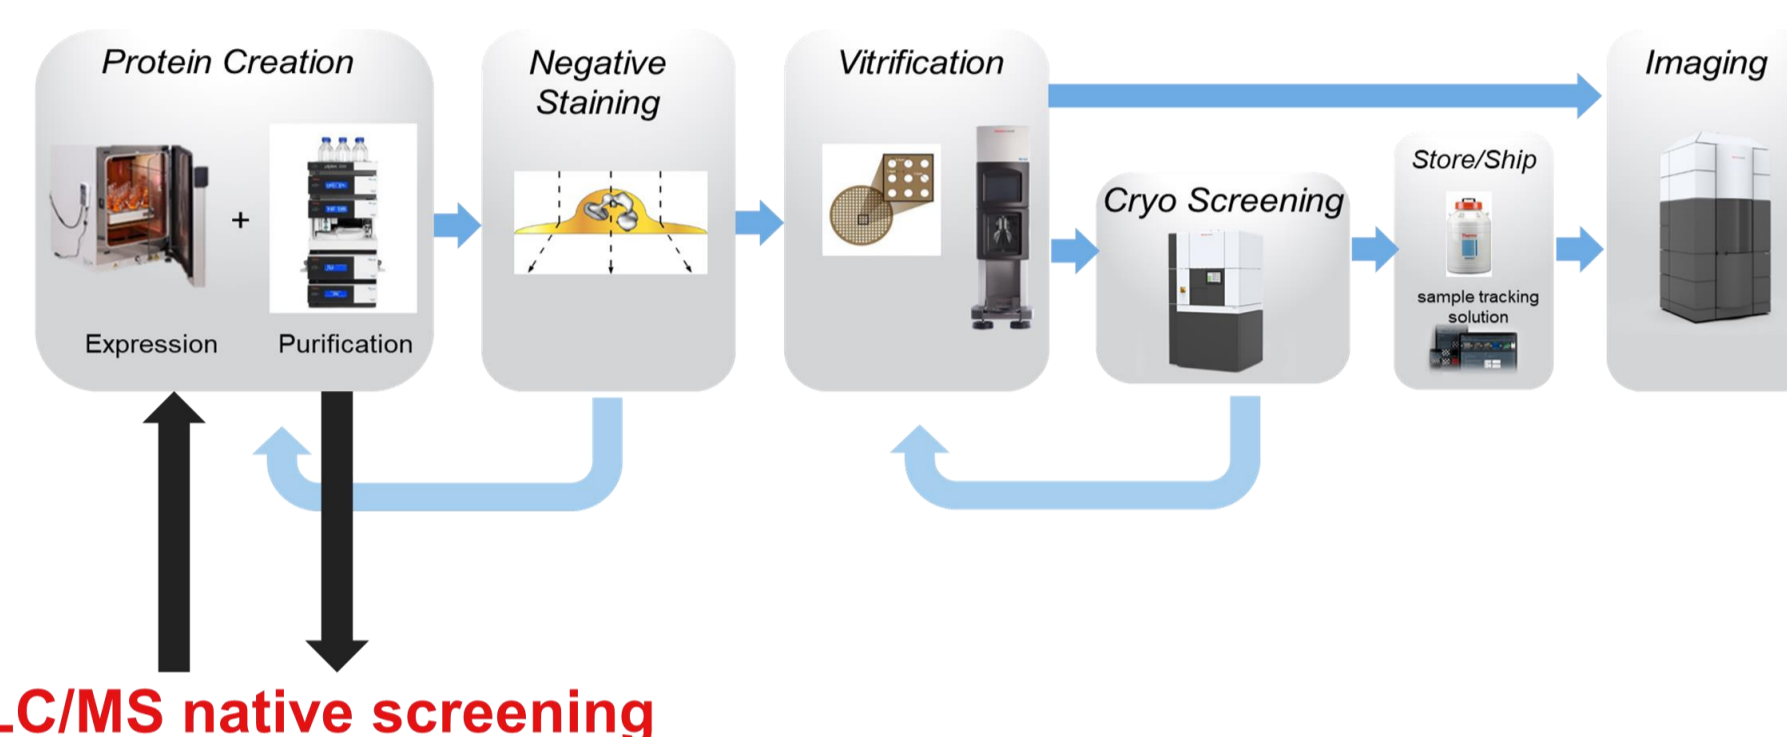 Protein Creation
+
Expression
Purification
Negative
Staining
Vitrification
Cryo Screening
Store/Ship
sample tracking
solution
Imaging
LC/MS native screening